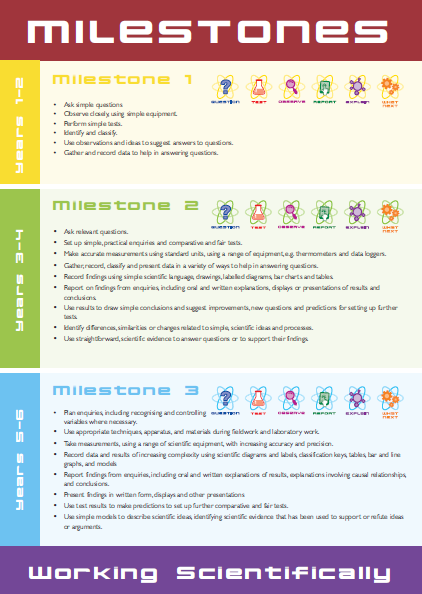 MILESTONES
Years 1-2
Milestone 1
QUESTION TEST OBSERVE REPORT EXPLAIN WHAT NEXT
• Ask simple questions
• Observe closely, using simple equipment.
• Perform simple tests.
• Identify and classify.
• Use observations and ideas to suggest answers to questions.
• Gather and record data to help in answering questions.
Years 3-4
Milestone 2
QUESTION TEST OBSERVE REPORT EXPLAIN WHAT NEXT
• Ask relevant questions.
• Set up simple, practical enquiries and comparative and fair tests.
• Make accurate measurements using standard units, using a range of equipment, e.g. thermometers and data loggers.
• Gather, record, classify and present data in a variety of ways to help in answering questions.
• Record findings using simple scientific language, drawings, labelled diagrams, bar charts and tables.
• Report on findings from enquiries, including oral and written explanations, displays or presentations of results and
conclusions.
• Use results to draw simple conclusions and suggest improvements, new questions and predictions for setting up further
tests.
• Identify differences, similarities or changes related to simple, scientific ideas and processes.
• Use straightforward, scientific evidence to answer questions or to support their findings.
Years 5-6
Milestone 3
QUESTION TEST OBSERVE REPORT EXPLAIN WHAT NEXT
• Plan enquiries, including recognising and controlling
variables where necessary.
• Use appropriate techniques, apparatus, and materials during fieldwork and laboratory work.
• Take measurements, using a range of scientific equipment, with increasing accuracy and precision.
• Record data and results of increasing complexity using scientific diagrams and labels, classification keys, tables, bar and line
graphs, and models
• Report findings from enquiries, including oral and written explanations of results, explanations involving causal relationships,
and conclusions.
• Present findings in written form, displays and other presentations
• Use test results to make predictions to set up further comparative and fair tests.
• Use simple models to describe scientific ideas, identifying scientific evidence that has been used to support or refute ideas
or arguments.
Working Scientifically